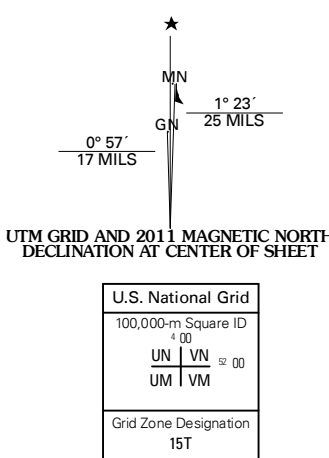 MN
1° 23´
25 MILS
GN
0° 57´
17 MILS
UTM GRID AND 2011 MAGNETIC NORTH
DECLINATION AT CENTER OF SHEET
U.S. National Grid
100,000-m Square ID
4 00
UN VN 52 00
UM VM
Grid Zone Designation
15T